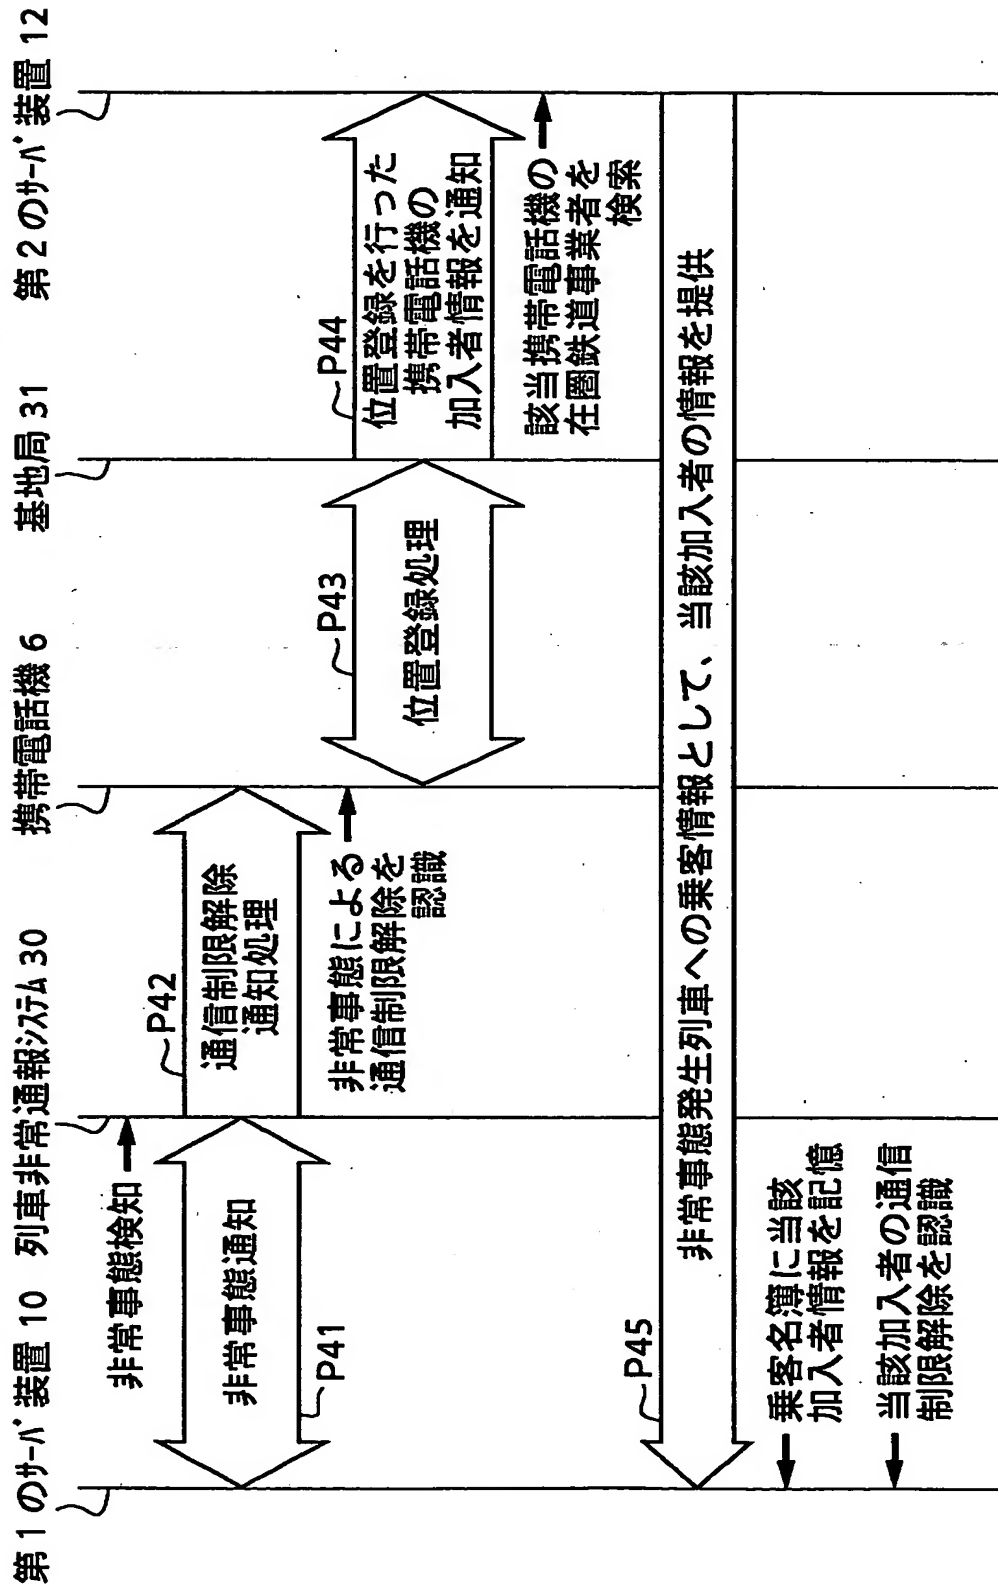 第1のサーバ装置 10
列車非常通報システム 30
携帯電話機 6
基地局 31
第2のサーバ装置 12
非常事態検知
非常事態通知
P41
P42
通信制限解除
通知処理
非常事態による
通信制限解除を
認識
P43
位置登録処理
P44
位置登録を行った
携帯電話機の
加入者情報を通知
該当携帯電話機の
在圏鉄道事業者を
検索
P45
非常事態発生列車への乗客情報として、当該加入者の情報を提供
乗客名簿に当該
加入者情報を記憶
当該加入者の通信
制限解除を認識